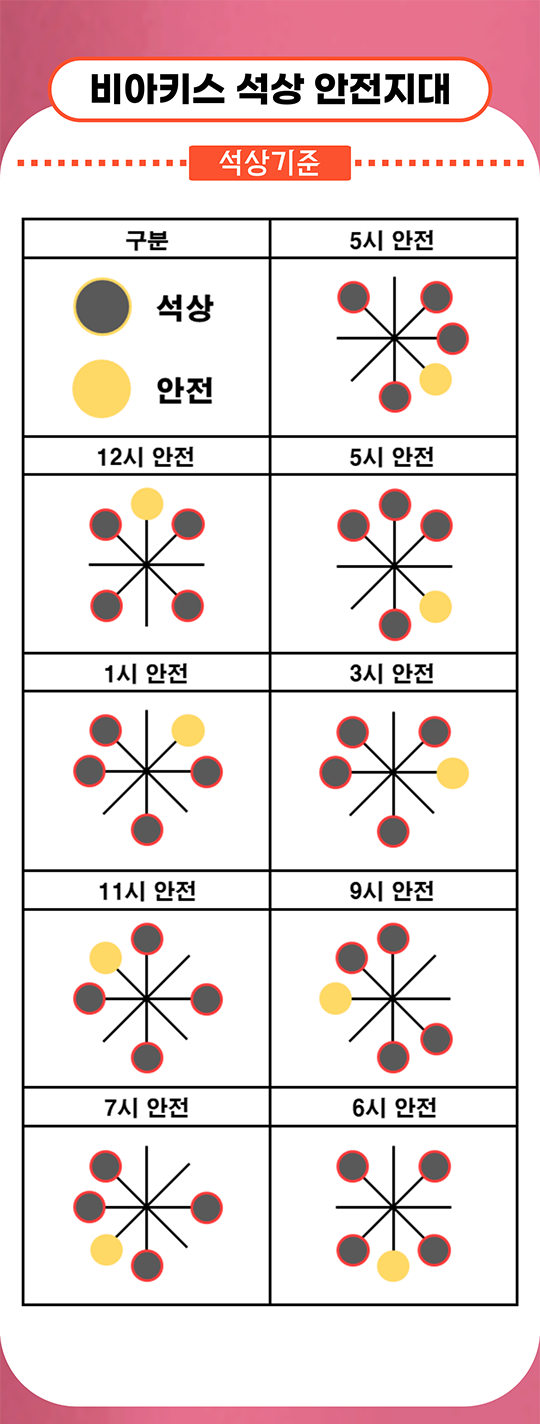 비아키스 석상 안전지대
석상기준
구분
5시 안전
석상
안전
12시 안전
5시 안전
1시 안전
3시 안전
11시 안전
9시 안전
7시 안전
6시 안전